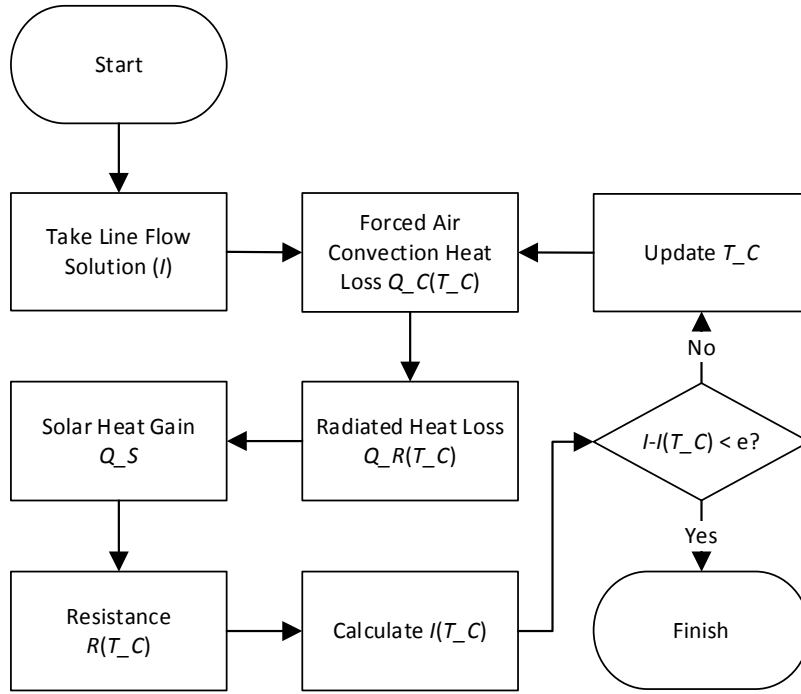 Start
Take Line Flow
Solution (I)
Forced Air
Convection Heat
Loss Q_C(T_C)
Update T_C
No
Solar Heat Gain
Q_S
Radiated Heat Loss
Q_R(T_C)
I-I(T_C) < e?
Yes
Resistance
R(T_C)
Calculate I(T_C)
Finish